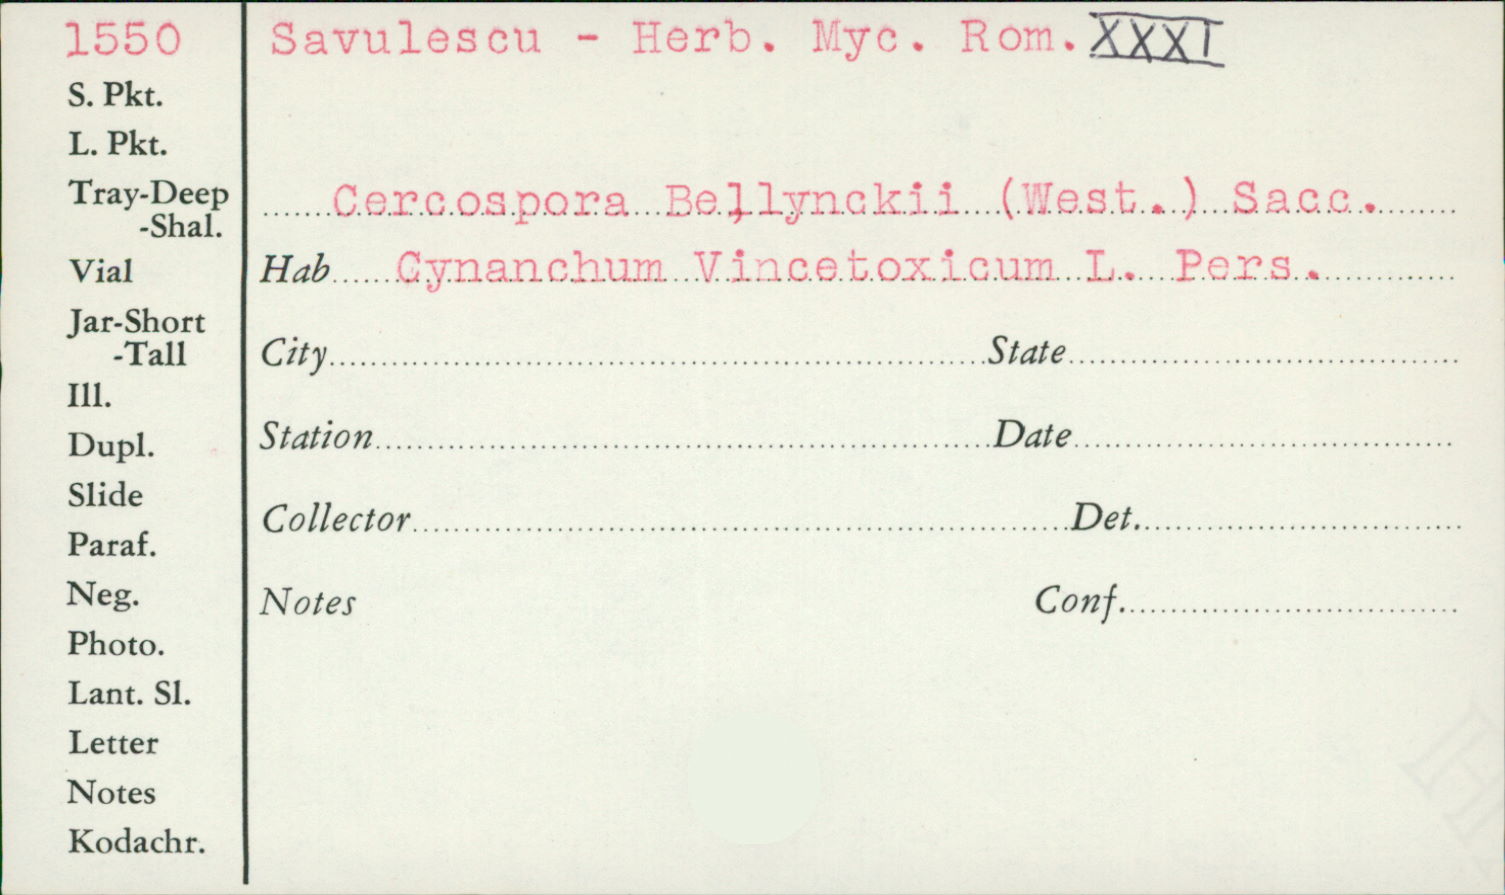 1550 Savulescu - Herb. Myc. Rom. XXXI
S. Pkt.
L. Pkt.
Tray-Deep
-Shal.
Cercospora Bellynckii (West.) Sacc.
Vial
Hab Cynanchum Vincetoxicum L. Pers.
Jar-Short
-Tall
City State
Ill.
Dupl.
Station Date
Slide
Collector Det.
Paraf.
Neg.
Notes Conf.
Photo.
Lant. Sl.
Letter
Notes
Kodachr.